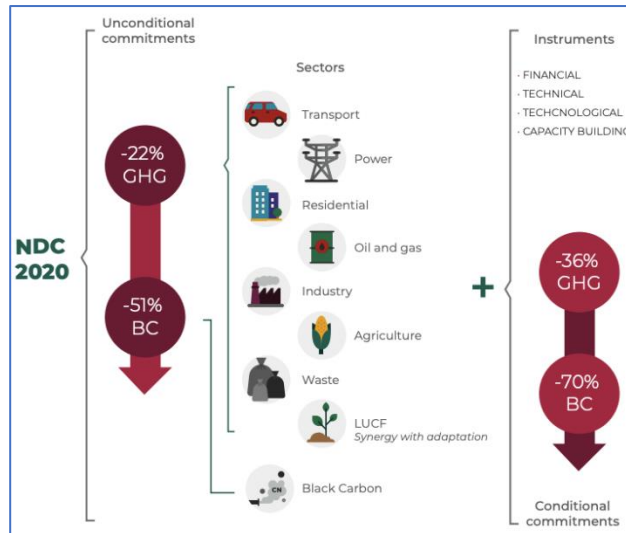 Unconditional
commitments
NDC
2020
-22%
GHG
-51%
BC
Sectors
Transport
Power
Residential
Oil and gas
Industry
Agriculture
Waste
LUCF
Synergy with adaptation
CN
Black Carbon
+
Instruments
· FINANCIAL
· TECHNICAL
· TECHCNOLOGICAL
· CAPACITY BUILDING
-36%
GHG
-70%
BC
Conditional
commitments